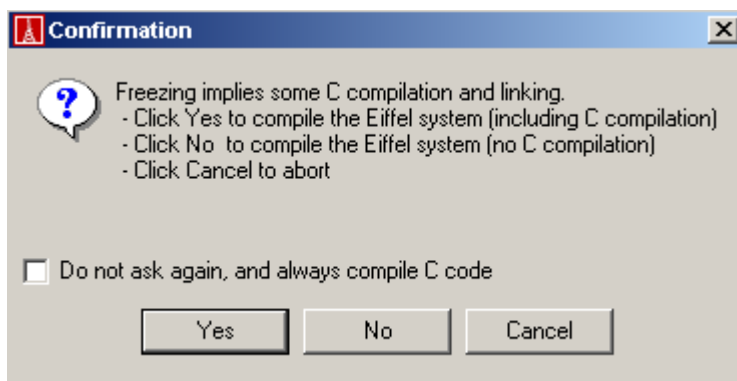 Confirmation
Freezing implies some C compilation and linking.
- Click Yes to compile the Eiffel system (including C compilation)
- Click No to compile the Eiffel system (no C compilation)
- Click Cancel to abort
Do not ask again, and always compile C code
Yes No Cancel